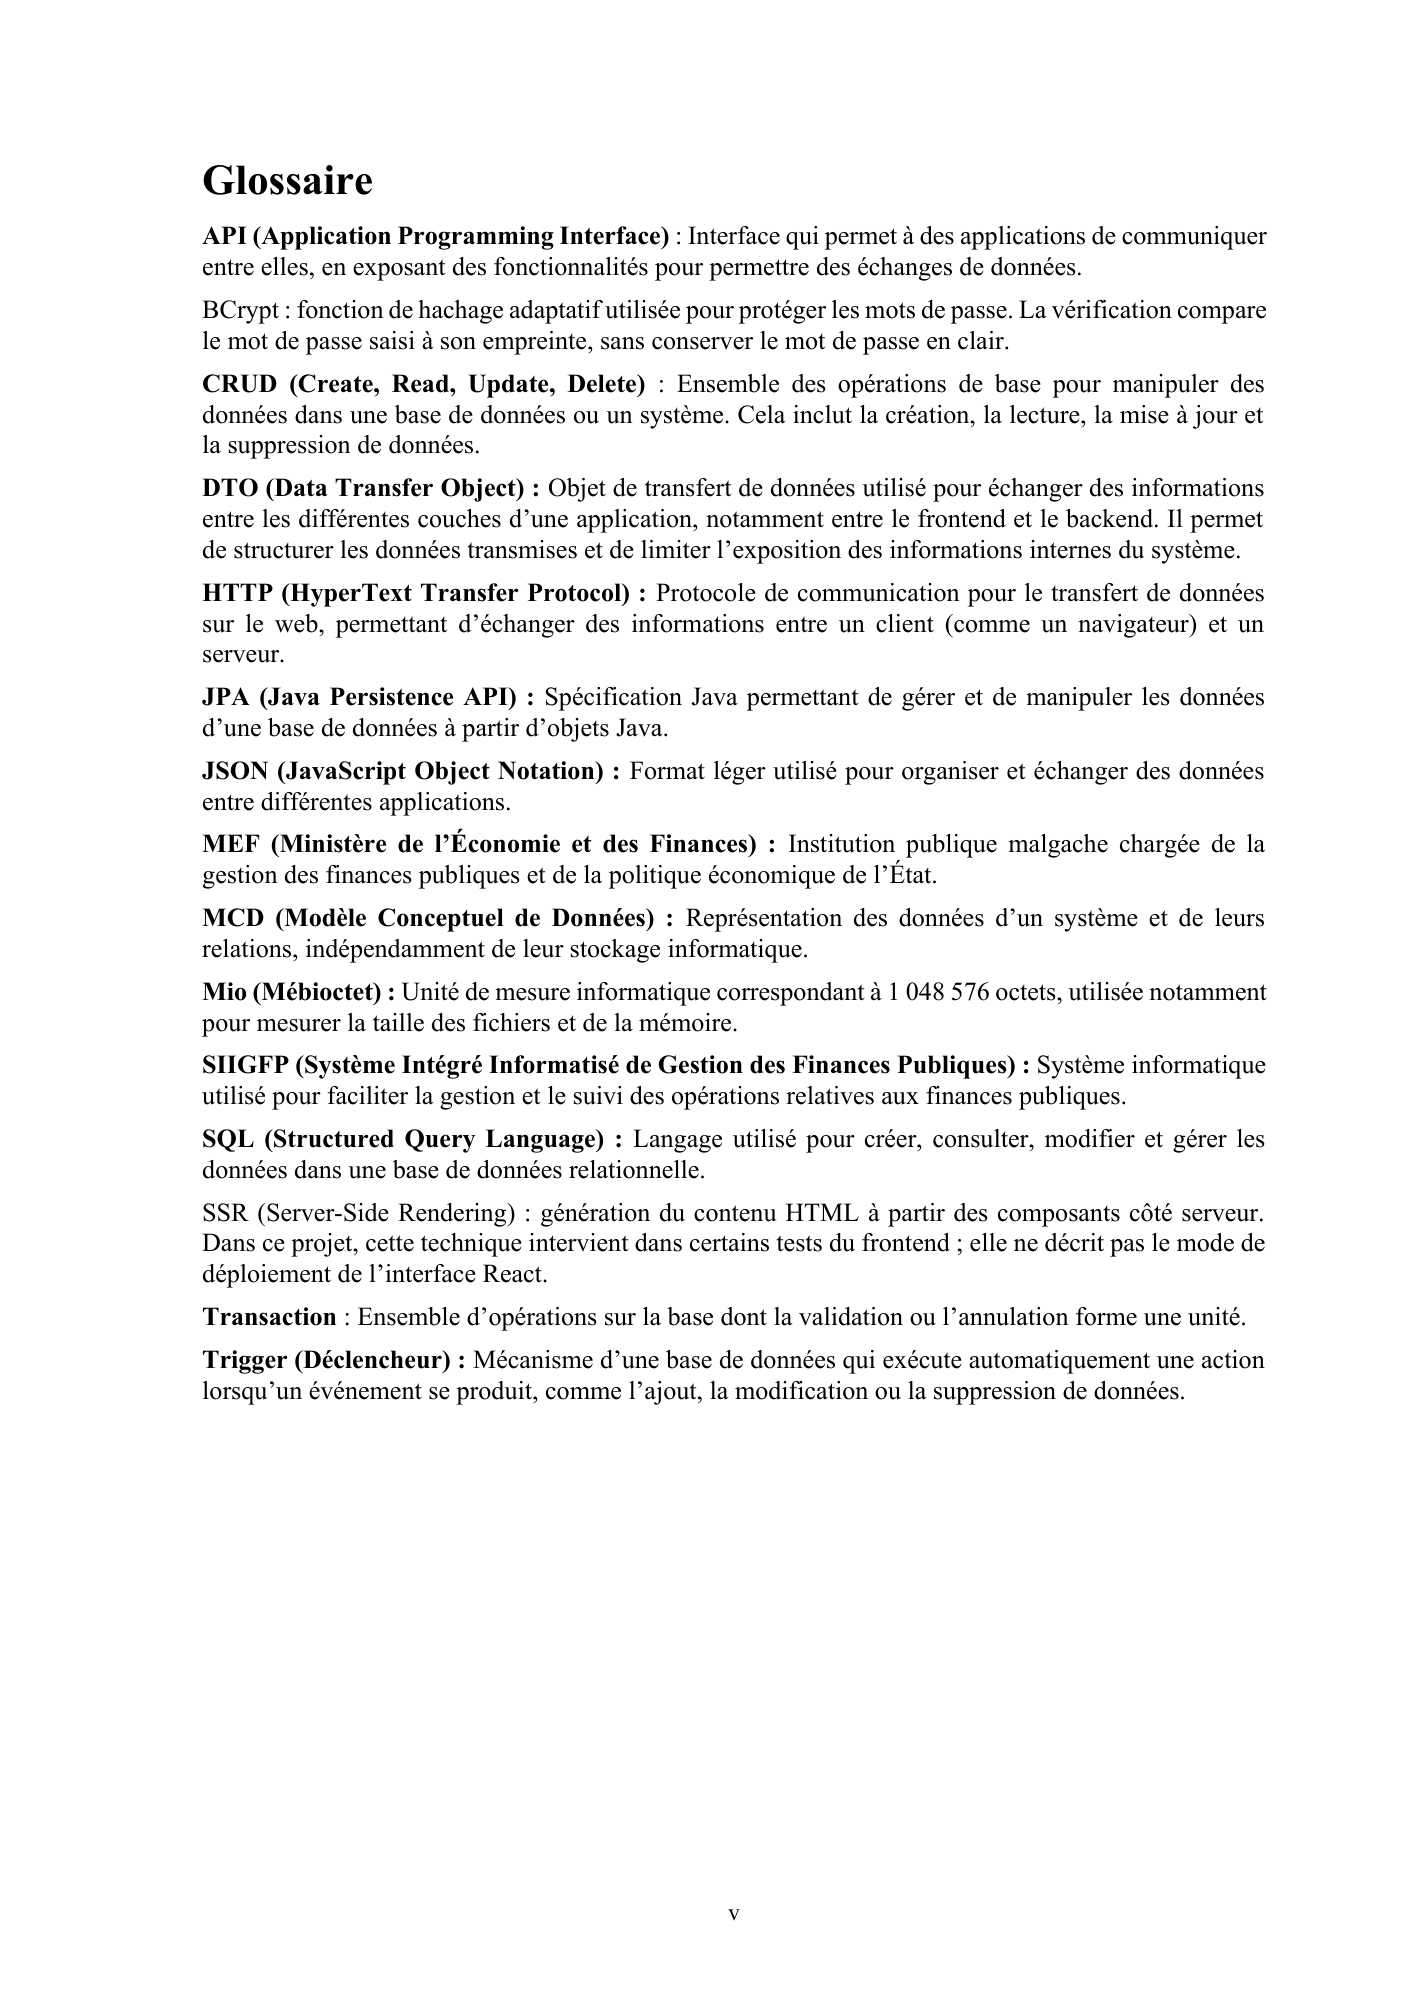 Glossaire
API (Application Programming Interface) : Interface qui permet à des applications de communiquer
entre elles, en exposant des fonctionnalités pour permettre des échanges de données.
BCrypt : fonction de hachage adaptatif utilisée pour protéger les mots de passe. La vérification compare
le mot de passe saisi à son empreinte, sans conserver le mot de passe en clair.
CRUD (Create, Read, Update, Delete) : Ensemble des opérations de base pour manipuler des
données dans une base de données ou un système. Cela inclut la création, la lecture, la mise à jour et
la suppression de données.
DTO (Data Transfer Object) : Objet de transfert de données utilisé pour échanger des informations
entre les différentes couches d’une application, notamment entre le frontend et le backend. Il permet
de structurer les données transmises et de limiter l’exposition des informations internes du système.
HTTP (HyperText Transfer Protocol) : Protocole de communication pour le transfert de données
sur le web, permettant d’échanger des informations entre un client (comme un navigateur) et un
serveur.
JPA (Java Persistence API) : Spécification Java permettant de gérer et de manipuler les données
d’une base de données à partir d’objets Java.
JSON (JavaScript Object Notation) : Format léger utilisé pour organiser et échanger des données
entre différentes applications.
MEF (Ministère de l’Économie et des Finances) : Institution publique malgache chargée de la
gestion des finances publiques et de la politique économique de l’État.
MCD (Modèle Conceptuel de Données) : Représentation des données d’un système et de leurs
relations, indépendamment de leur stockage informatique.
Mio (Mébioctet) : Unité de mesure informatique correspondant à 1 048 576 octets, utilisée notamment
pour mesurer la taille des fichiers et de la mémoire.
SIIGFP (Système Intégré Informatisé de Gestion des Finances Publiques) : Système informatique
utilisé pour faciliter la gestion et le suivi des opérations relatives aux finances publiques.
SQL (Structured Query Language) : Langage utilisé pour créer, consulter, modifier et gérer les
données dans une base de données relationnelle.
SSR (Server-Side Rendering) : génération du contenu HTML à partir des composants côté serveur.
Dans ce projet, cette technique intervient dans certains tests du frontend ; elle ne décrit pas le mode de
déploiement de l’interface React.
Transaction : Ensemble d’opérations sur la base dont la validation ou l’annulation forme une unité.
Trigger (Déclencheur) : Mécanisme d’une base de données qui exécute automatiquement une action
lorsqu’un événement se produit, comme l’ajout, la modification ou la suppression de données.
v